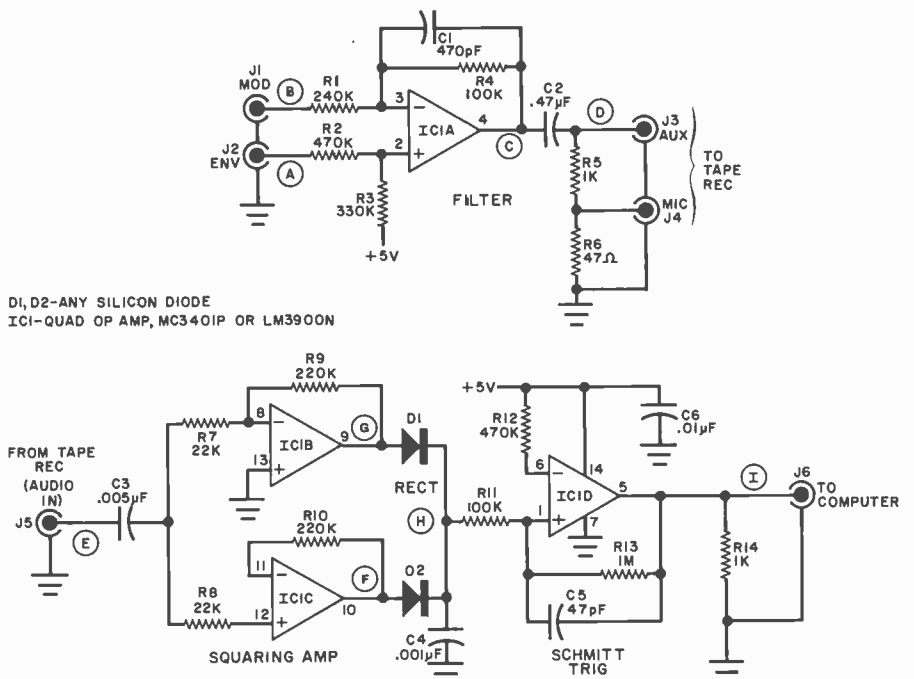 C1
470pF
R4
100K
J1
MOD
B
R1
240K
3
−
C2
.47µF
D
IC1A
4
J3
AUX
J2
ENV
A
R2
470K
2
+
C
R5
1K
TO
TAPE
REC
R3
330K
FILTER
MIC
J4
+5V
R6
47Ω
D1, D2-ANY SILICON DIODE
IC1-QUAD OP AMP, MC3401P OR LM3900N
R9
220K
+5V
R12
470K
C6
.01µF
R7
22K
8
−
IC1B
9
G
D1
13
+
RECT
FROM TAPE
REC
(AUDIO
IN)
C3
.005µF
J5
E
6
−
14
IC1D
5
I
J6
TO
COMPUTER
H
R11
100K
1
+
7
R10
220K
R13
1M
R14
1K
11
−
IC1C
F
D2
R8
22K
12
+
10
C5
47pF
C4
.001µF
SQUARING AMP
SCHMITT
TRIG